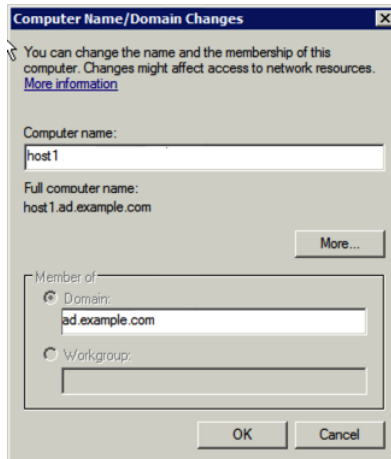 Computer Name/Domain Changes
You can change the name and the membership of this
computer. Changes might affect access to network resources.
More information
Computer name:
host1
Full computer name:
host1.ad.example.com
More...
Member of
Domain:
ad.example.com
Workgroup:
OK
Cancel